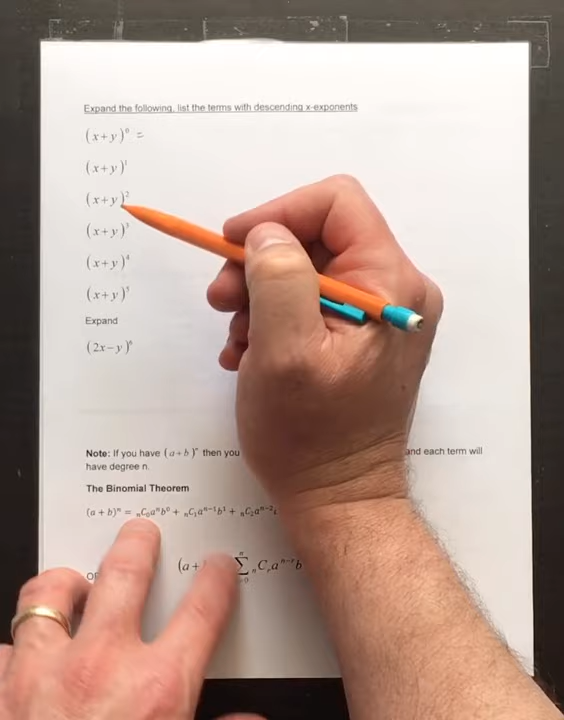 Expand the following, list the terms with descending x-exponents
(x+y)⁰ =
(x+y)¹
(x+y)²
(x+y)³
(x+y)⁴
(x+y)⁵
Expand
(2x−y)⁶
Note: If you have (a+b)ⁿ then you and each term will
have degree n.
The Binomial Theorem
(a + b)ⁿ = ₙC₀aⁿb⁰ + ₙC₁aⁿ⁻¹b¹ + ₙC₂aⁿ⁻²
(a+ ∑ ₙCᵣaⁿ⁻ʳb